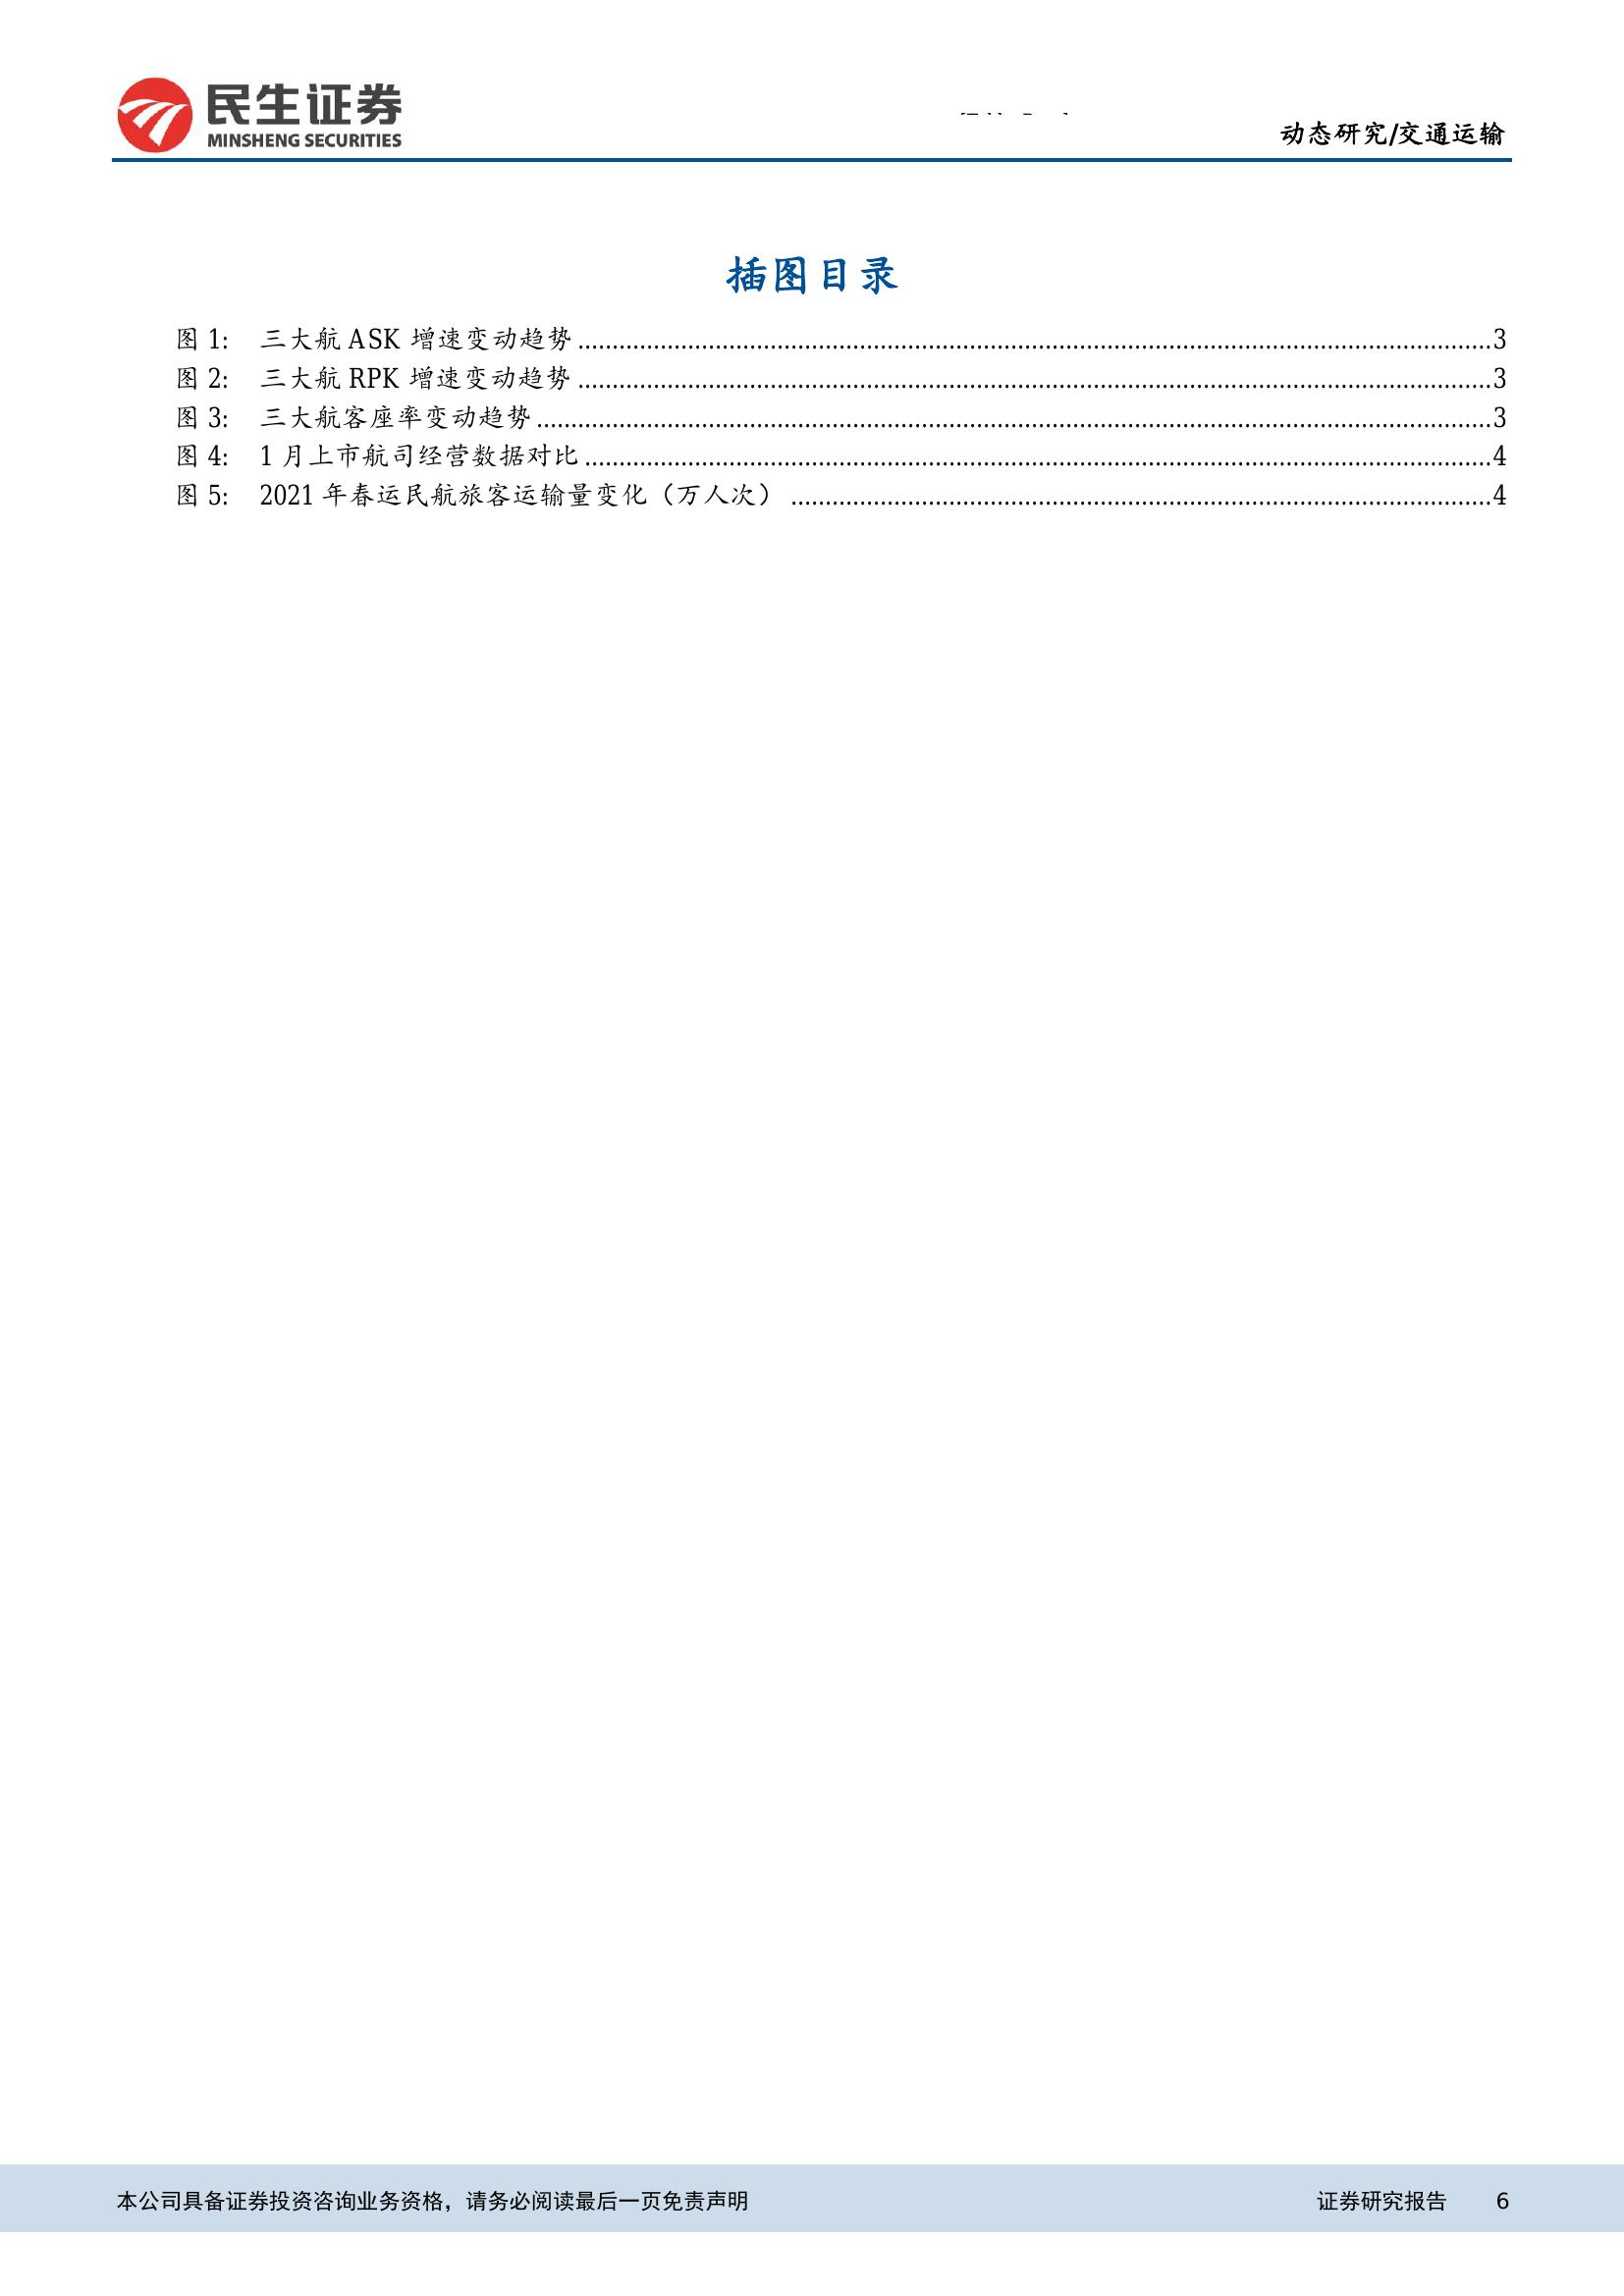 民生证券
MINSHENG SECURITIES
动态研究/交通运输
插图目录
图 1: 三大航 ASK 增速变动趋势................................................3
图 2: 三大航 RPK 增速变动趋势................................................3
图 3: 三大航客座率变动趋势................................................3
图 4: 1 月上市航司经营数据对比................................................4
图 5: 2021 年春运民航旅客运输量变化（万人次）................................................4
本公司具备证券投资咨询业务资格，请务必阅读最后一页免责声明
证券研究报告 6